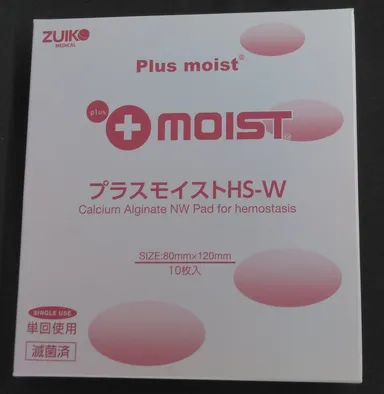 ZUIKO
MEDICAL
Plus moist®
plus
MOIST®
プラスモイストHS-W
Calcium Alginate NW Pad for hemostasis
SIZE:80mm×120mm
10枚入
SINGLE USE
単回使用
滅菌済